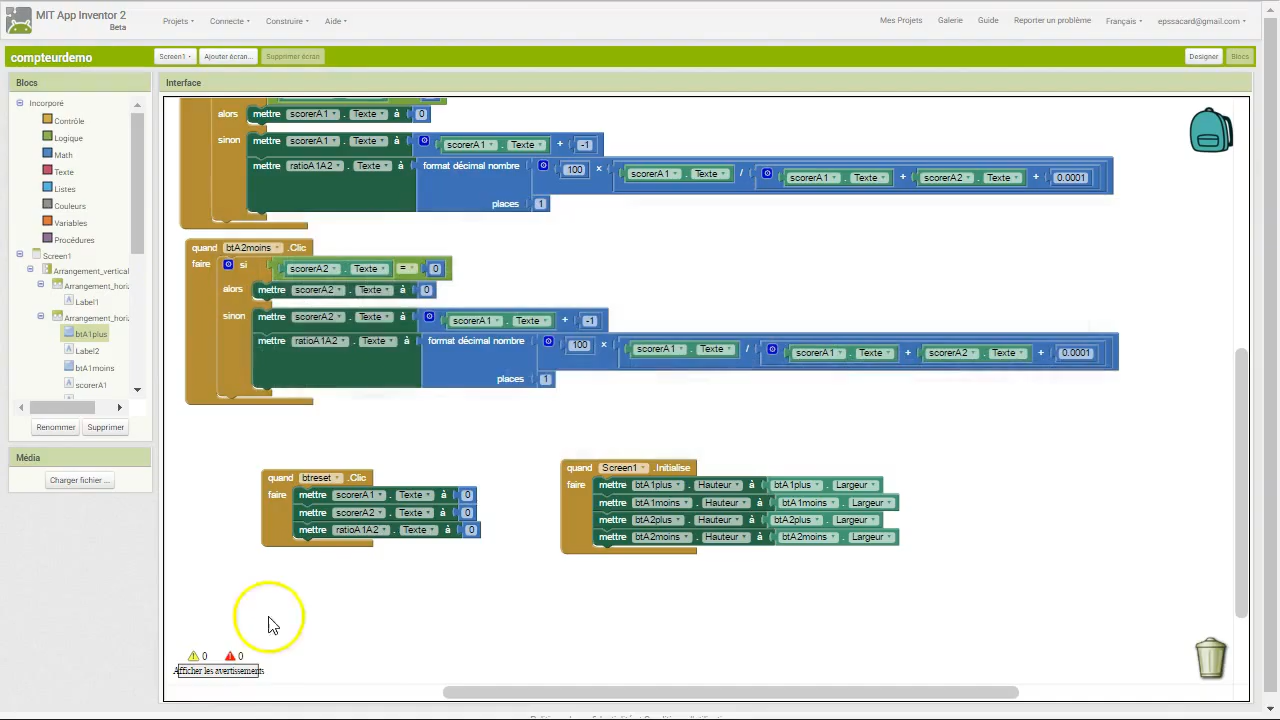 MIT App Inventor 2
Beta
Projets Connecte Construire Aide
Mes Projets Galerie Guide Reporter un problème Français epssacard@gmail.com
compteurdemo Screen1 Ajouter écran... Supprimer écran Designer Blocs
Blocs Interface
Incorporé
Contrôle
Logique
Math
Texte
Listes
Couleurs
Variables
Procédures
Screen1
Arrangement_vertical
Arrangement_horiz
Label1
Arrangement_horiz
btA1plus
Label2
btA1moins
scorerA1
Renommer Supprimer
Média
Charger fichier ...
alors mettre scorerA1 . Texte à 0
sinon mettre scorerA1 . Texte à scorerA1 . Texte + -1
mettre ratioA1A2 . Texte à format décimal nombre 100 × scorerA1 . Texte / scorerA1 . Texte + scorerA2 . Texte + 0.0001
places 1
quand btA2moins .Clic
faire si scorerA2 . Texte = 0
alors mettre scorerA2 . Texte à 0
sinon mettre scorerA2 . Texte à scorerA1 . Texte + -1
mettre ratioA1A2 . Texte à format décimal nombre 100 × scorerA1 . Texte / scorerA1 . Texte + scorerA2 . Texte + 0.0001
places 1
quand btreset .Clic
faire mettre scorerA1 . Texte à 0
mettre scorerA2 . Texte à 0
mettre ratioA1A2 . Texte à 0
quand Screen1 .Initialise
faire mettre btA1plus . Hauteur à btA1plus . Largeur
mettre btA1moins . Hauteur à btA1moins . Largeur
mettre btA2plus . Hauteur à btA2plus . Largeur
mettre btA2moins . Hauteur à btA2moins . Largeur
0 0
Afficher les avertissements